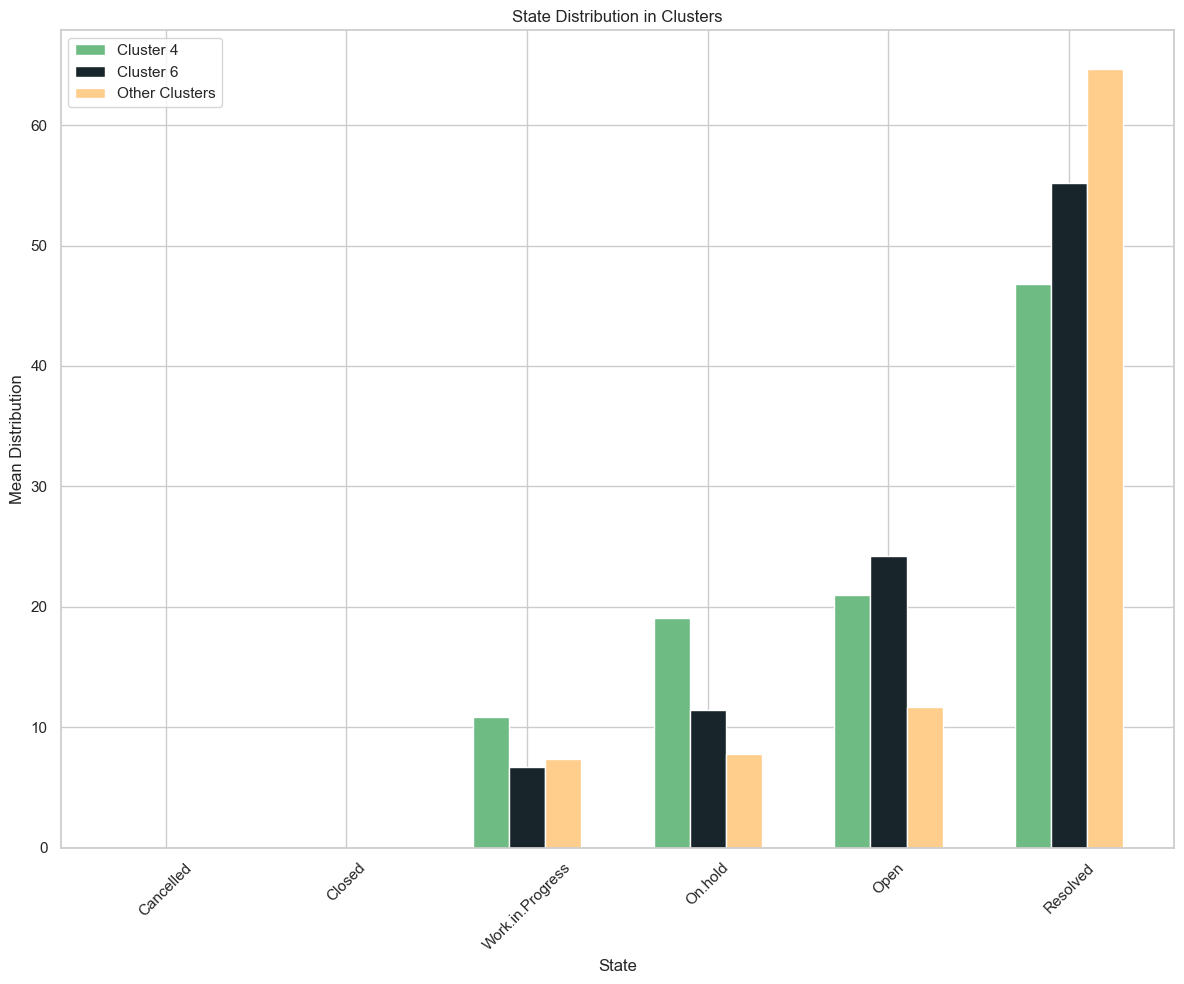 State Distribution in Clusters
Cluster 4
Cluster 6
Other Clusters
60
50
40
30
20
10
0
Mean Distribution
Cancelled
Closed
Work.in.Progress
On.hold
Open
Resolved
State